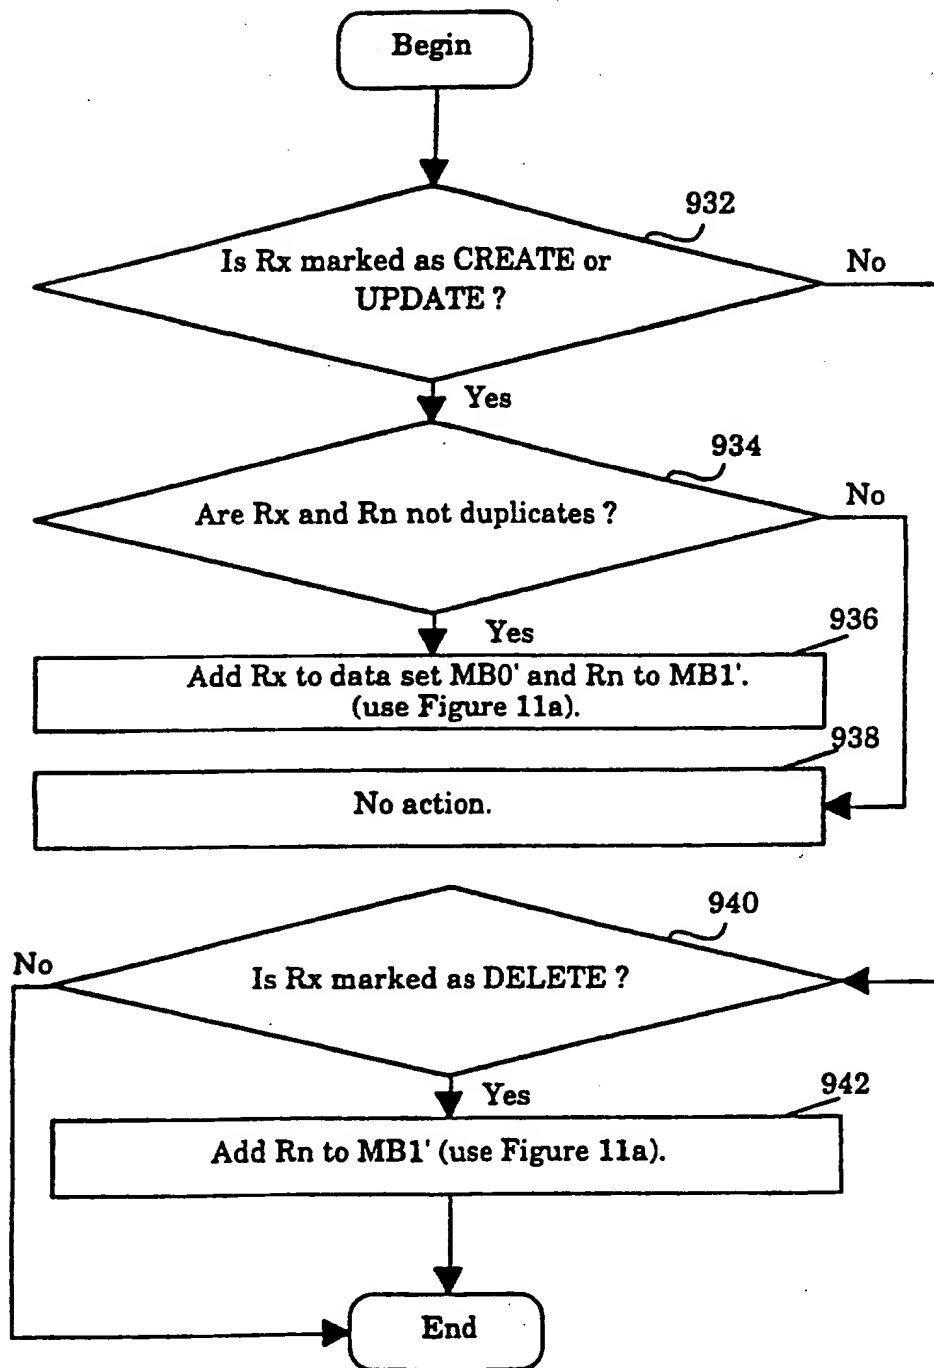 Begin
932
Is Rx marked as CREATE or
UPDATE ?
No
Yes
934
Are Rx and Rn not duplicates ?
No
Yes
936
Add Rx to data set MB0' and Rn to MB1'.
(use Figure 11a).
938
No action.
940
No
Is Rx marked as DELETE ?
Yes
942
Add Rn to MB1' (use Figure 11a).
End